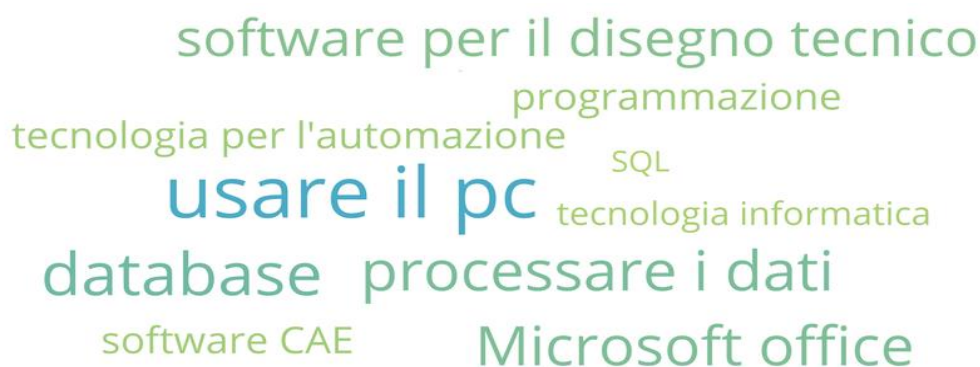 software per il disegno tecnico
programmazione
tecnologia per l'automazione
SQL
usare il pc
tecnologia informatica
database
processare i dati
software CAE
Microsoft office